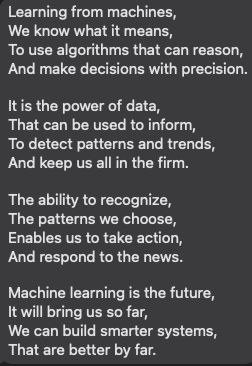 Learning from machines,
We know what it means,
To use algorithms that can reason,
And make decisions with precision.

It is the power of data,
That can be used to inform,
To detect patterns and trends,
And keep us all in the firm.

The ability to recognize,
The patterns we choose,
Enables us to take action,
And respond to the news.

Machine learning is the future,
It will bring us so far,
We can build smarter systems,
That are better by far.